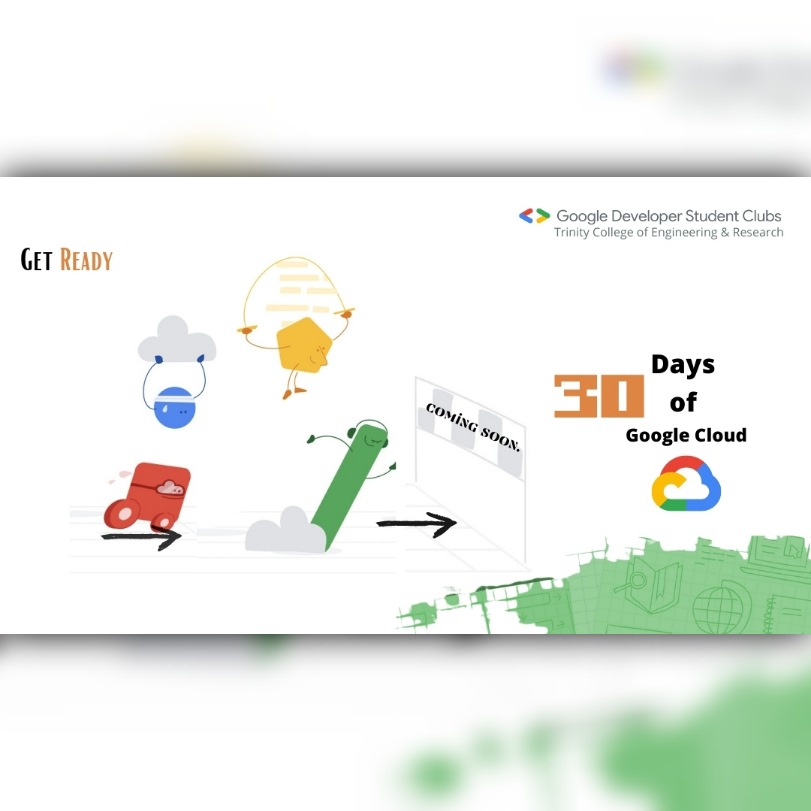 Google Developer Student Clubs
Trinity College of Engineering & Research
GET READY
COMING SOON.
30 Days
of
Google Cloud